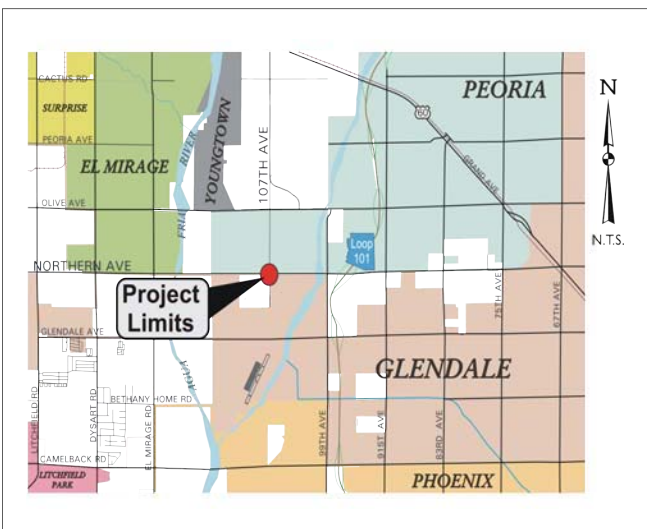 CACTUS RD
SURPRISE
PEORIA AVE
EL MIRAGE
RIVER
YOUNGTOWN
107TH AVE
PEORIA
60
GRAND AVE
N
N.T.S.
OLIVE AVE
FRIA
Loop
101
NORTHERN AVE
Project
Limits
75TH AVE
67TH AVE
GLENDALE AVE
AGUA
GLENDALE
LITCHFIELD RD
DYSART RD
EL MIRAGE RD
BETHANY HOME RD
99TH AVE
91ST AVE
83RD AVE
CAMELBACK RD
LITCHFIELD
PARK
PHOENIX